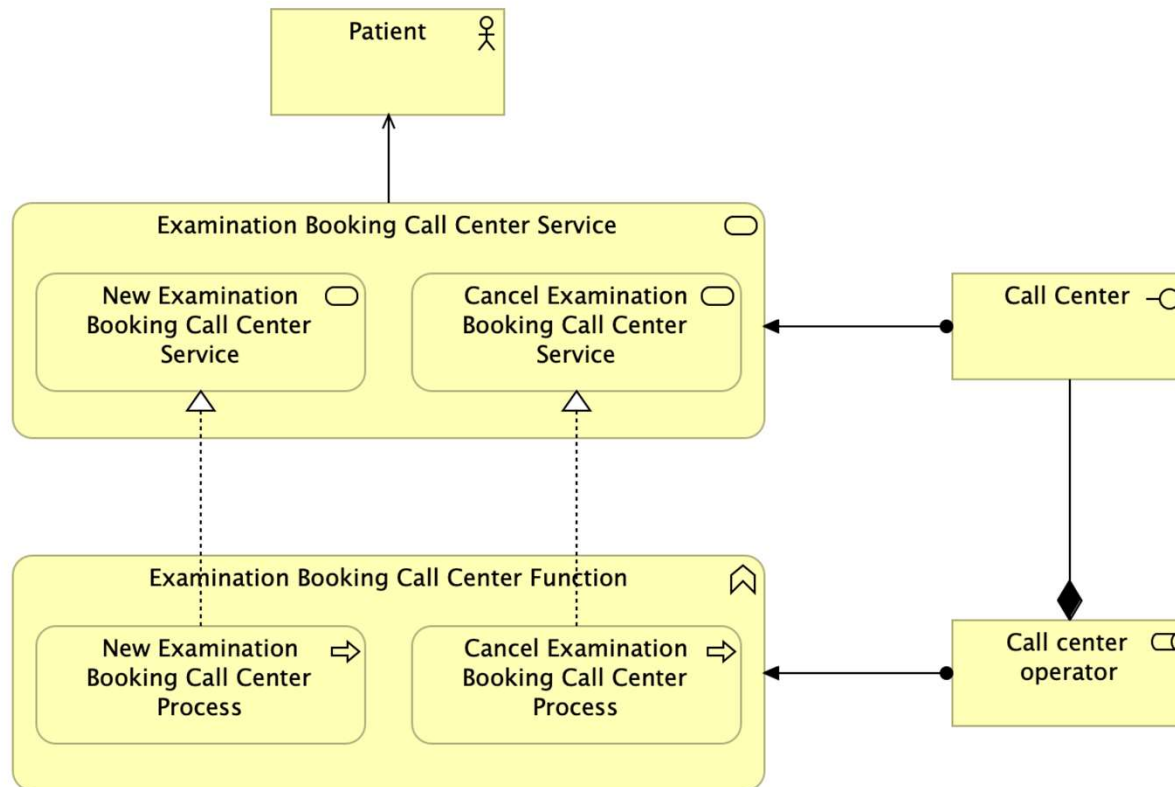 Patient
Examination Booking Call Center Service
New Examination
Booking Call Center
Service
Cancel Examination
Booking Call Center
Service
Call Center
Examination Booking Call Center Function
New Examination
Booking Call Center
Process
Cancel Examination
Booking Call Center
Process
Call center
operator